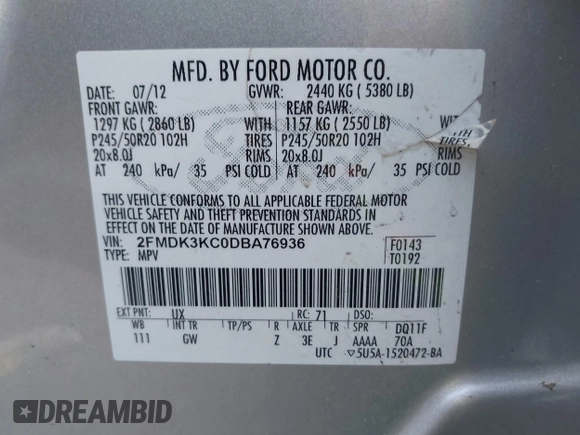 MFD. BY FORD MOTOR CO.
DATE: 07/12 GVWR: 2440 KG ( 5380 LB)
FRONT GAWR: REAR GAWR:
1297 KG ( 2860 LB) WITH 1157 KG ( 2550 LB) WITH
P245/50R20 102H TIRES P245/50R20 102H TIRES,
20x8.0J RIMS 20x8.0J RIMS
AT 240 kPa/ 35 PSI COLD AT 240 kPa/ 35 PSI COLD
THIS VEHICLE CONFORMS TO ALL APPLICABLE FEDERAL MOTOR
VEHICLE SAFETY AND THEFT PREVENTION STANDARDS IN
EFFECT ON THE DATE OF MANUFACTURE SHOWN ABOVE.
VIN: 2FMDK3KC0DBA76936 F0143
TYPE: MPV T0192
EXT PNT: UX RC: 71 DSO:
WB INT TR TP/PS R AXLE TR SPR DQ11F
111 GW Z 3E J AAAA 70A
UTC ▽5U5A-1520472-BA
DREAMBID